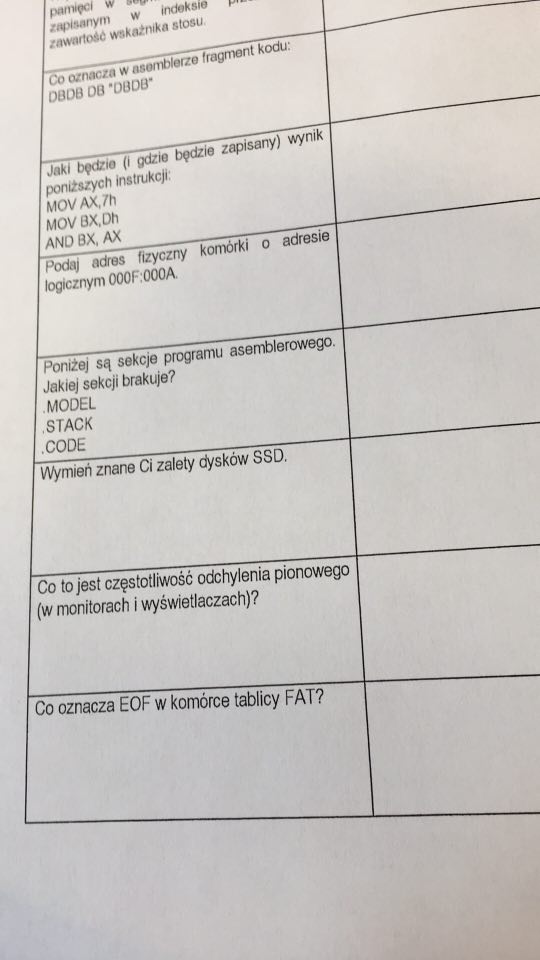 pamięci w
zapisanym w indeksie
zawartość wskaźnika stosu.
Co oznacza w asemblerze fragment kodu:
DBDB DB "DBDB"
Jaki będzie (i gdzie będzie zapisany) wynik
poniższych instrukcji:
MOV AX,7h
MOV BX,Dh
AND BX, AX
Podaj adres fizyczny komórki o adresie
logicznym 000F:000A.
Poniżej są sekcje programu asemblerowego.
Jakiej sekcji brakuje?
.MODEL
.STACK
.CODE
Wymień znane Ci zalety dysków SSD.
Co to jest częstotliwość odchylenia pionowego
(w monitorach i wyświetlaczach)?
Co oznacza EOF w komórce tablicy FAT?